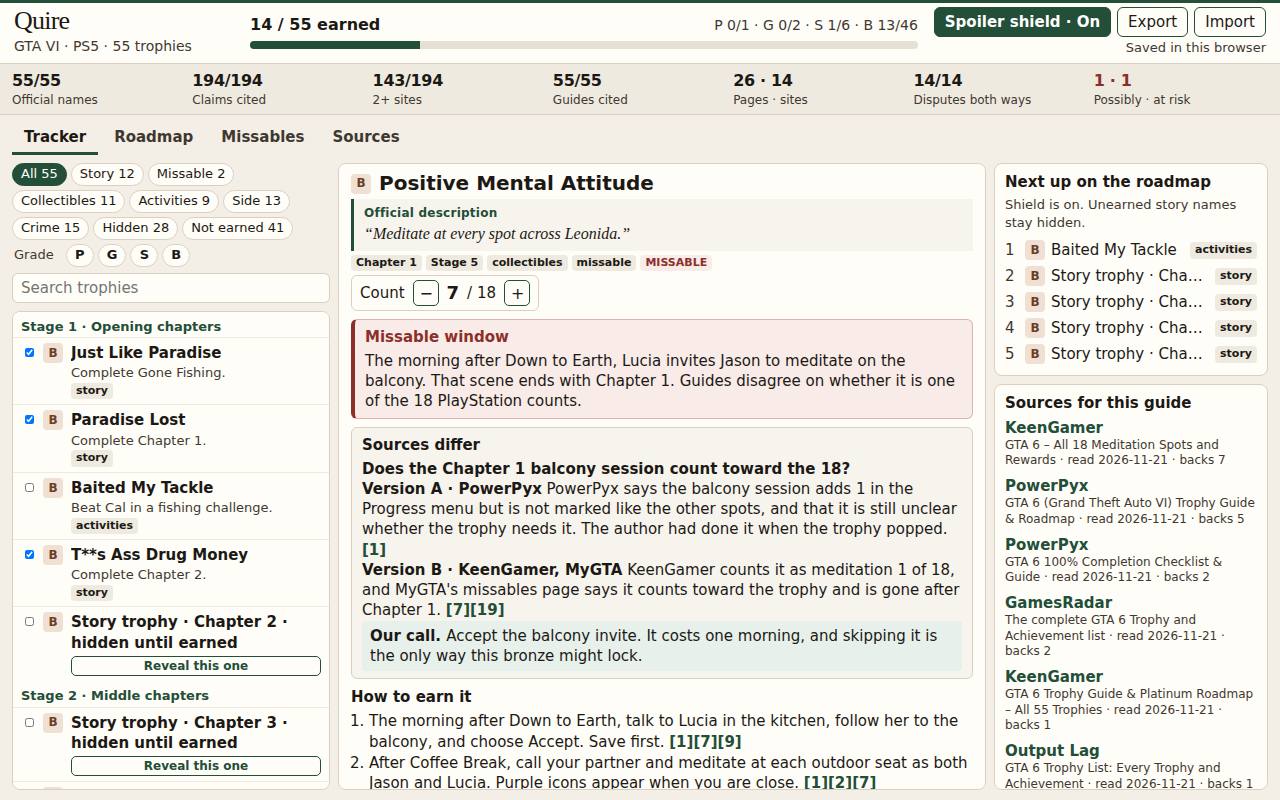 Quire
GTA VI · PS5 · 55 trophies
14 / 55 earned
P 0/1 · G 0/2 · S 1/6 · B 13/46
Spoiler shield · On
Export
Import
Saved in this browser
55/55
Official names
194/194
Claims cited
143/194
2+ sites
55/55
Guides cited
26 · 14
Pages · sites
14/14
Disputes both ways
1 · 1
Possibly · at risk
Tracker
Roadmap
Missables
Sources
All 55
Story 12
Missable 2
Collectibles 11
Activities 9
Side 13
Crime 15
Hidden 28
Not earned 41
Grade P G S B
Search trophies
Stage 1 · Opening chapters
B Just Like Paradise
Complete Gone Fishing.
story
B Paradise Lost
Complete Chapter 1.
story
B Baited My Tackle
Beat Cal in a fishing challenge.
activities
B T**s Ass Drug Money
Complete Chapter 2.
story
B Story trophy · Chapter 2 ·
hidden until earned
Reveal this one
Stage 2 · Middle chapters
B Story trophy · Chapter 3 ·
hidden until earned
Reveal this one
B Positive Mental Attitude
Official description
“Meditate at every spot across Leonida.”
Chapter 1 Stage 5 collectibles missable MISSABLE
Count − 7 / 18 +
Missable window
The morning after Down to Earth, Lucia invites Jason to meditate on the
balcony. That scene ends with Chapter 1. Guides disagree on whether it is one
of the 18 PlayStation counts.
Sources differ
Does the Chapter 1 balcony session count toward the 18?
Version A · PowerPyx PowerPyx says the balcony session adds 1 in the
Progress menu but is not marked like the other spots, and that it is still unclear
whether the trophy needs it. The author had done it when the trophy popped.
[1]
Version B · KeenGamer, MyGTA KeenGamer counts it as meditation 1 of 18,
and MyGTA's missables page says it counts toward the trophy and is gone after
Chapter 1. [7][19]
Our call. Accept the balcony invite. It costs one morning, and skipping it is
the only way this bronze might lock.
How to earn it
1. The morning after Down to Earth, talk to Lucia in the kitchen, follow her to the
balcony, and choose Accept. Save first. [1][7][9]
2. After Coffee Break, call your partner and meditate at each outdoor seat as both
Jason and Lucia. Purple icons appear when you are close. [1][2][7]
Next up on the roadmap
Shield is on. Unearned story names
stay hidden.
1 B Baited My Tackle activities
2 B Story trophy · Cha... story
3 B Story trophy · Cha... story
4 B Story trophy · Cha... story
5 B Story trophy · Cha... story
Sources for this guide
KeenGamer
GTA 6 – All 18 Meditation Spots and
Rewards · read 2026-11-21 · backs 7
PowerPyx
GTA 6 (Grand Theft Auto VI) Trophy Guide
& Roadmap · read 2026-11-21 · backs 5
PowerPyx
GTA 6 100% Completion Checklist &
Guide · read 2026-11-21 · backs 2
GamesRadar
The complete GTA 6 Trophy and
Achievement list · read 2026-11-21 ·
backs 2
KeenGamer
GTA 6 Trophy Guide & Platinum Roadmap
– All 55 Trophies · read 2026-11-21 ·
backs 1
Output Lag
GTA 6 Trophy List: Every Trophy and
Achievement · read 2026-11-21 · backs 1